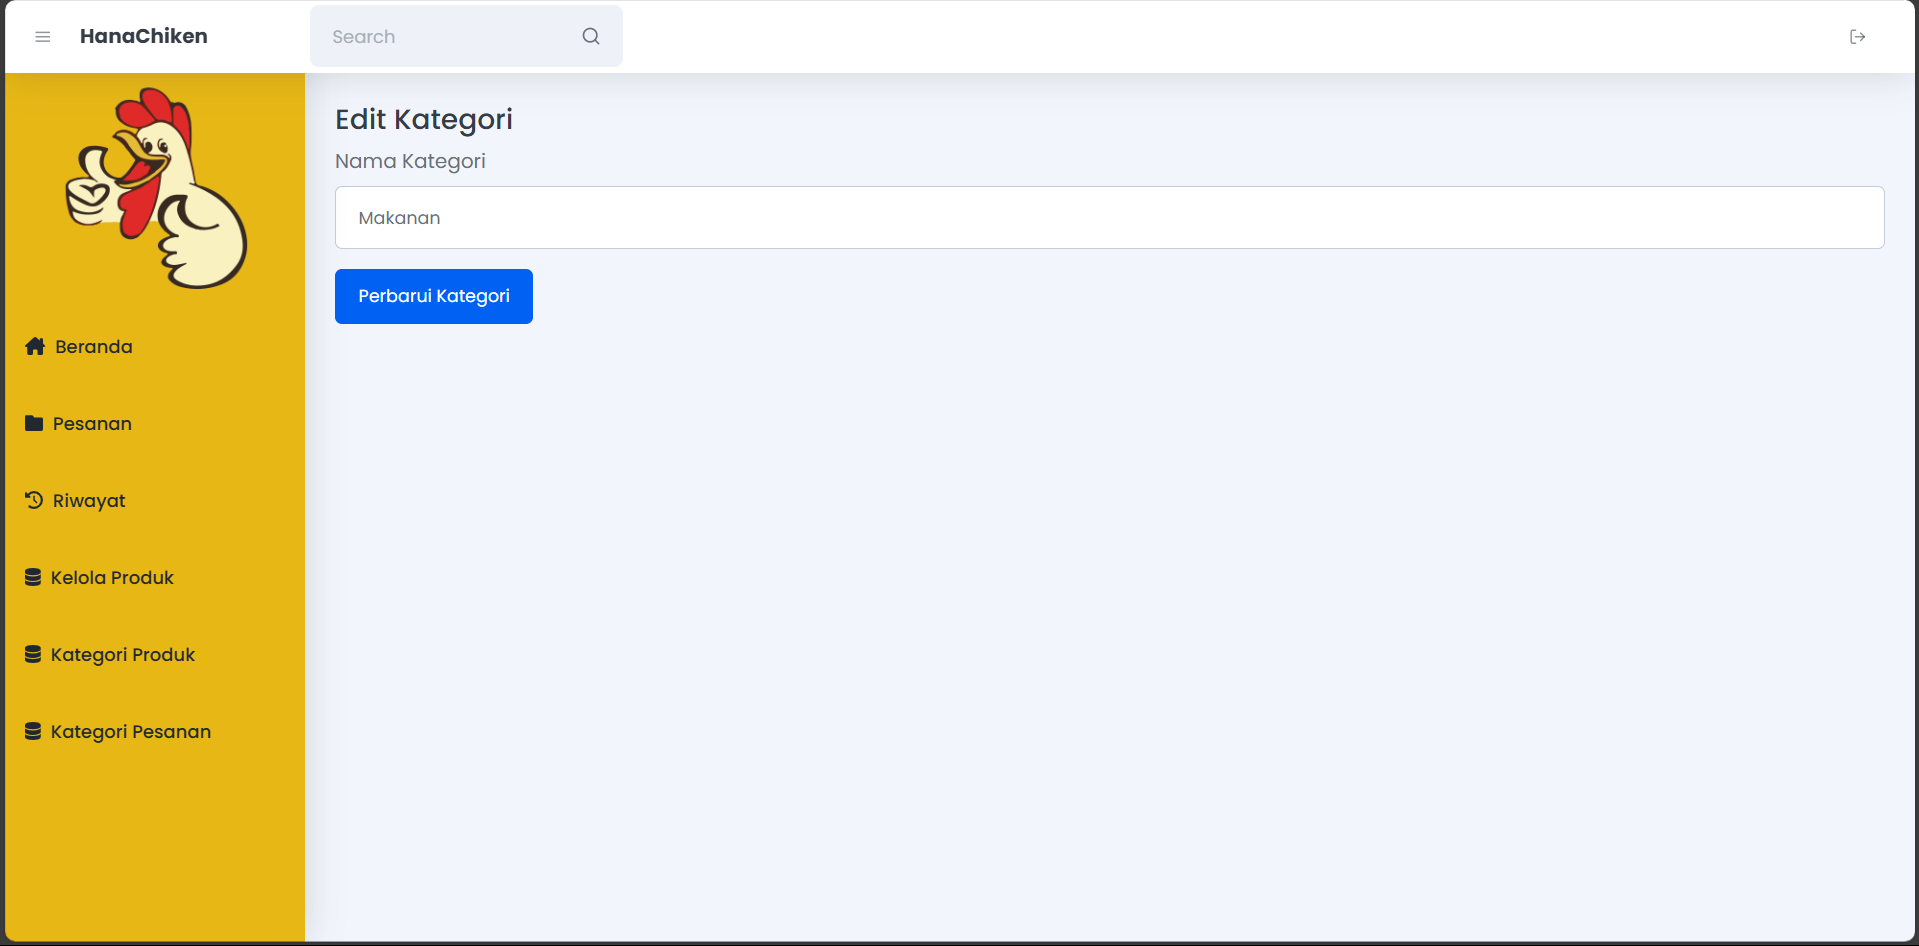 HanaChiken
Search
Edit Kategori
Nama Kategori
Makanan
Perbarui Kategori
Beranda
Pesanan
Riwayat
Kelola Produk
Kategori Produk
Kategori Pesanan